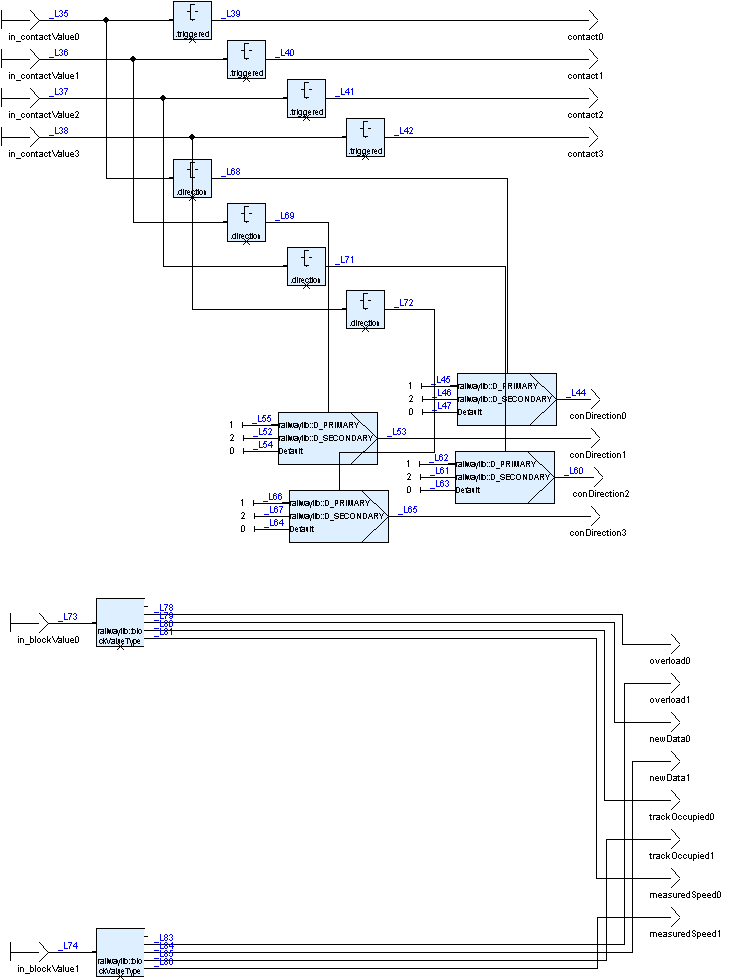 _L35
_L39
in_contactValue0
.triggered
contact0
_L36
_L40
in_contactValue1
.triggered
contact1
_L37
_L41
in_contactValue2
.triggered
contact2
_L38
_L42
in_contactValue3
.triggered
contact3
_L68
.direction
_L69
.direction
_L71
.direction
_L72
.direction
1 _L45 railwaylib::D_PRIMARY
2 _L46 railwaylib::D_SECONDARY
0 _L47 Default
_L44
conDirection0
1 _L55 railwaylib::D_PRIMARY
2 _L52 railwaylib::D_SECONDARY
0 _L54 Default
_L53
conDirection1
1 _L62 railwaylib::D_PRIMARY
2 _L61 railwaylib::D_SECONDARY
0 _L63 Default
_L60
conDirection2
1 _L66 railwaylib::D_PRIMARY
2 _L67 railwaylib::D_SECONDARY
0 _L64 Default
_L65
conDirection3
_L73
in_blockValue0
railwaylib::blo
ckValueType
_L78
_L79
_L80
_L81
overload0
overload1
newData0
newData1
trackOccupied0
trackOccupied1
measuredSpeed0
measuredSpeed1
_L74
in_blockValue1
railwaylib::blo
ckValueType
_L83
_L84
_L85
_L86